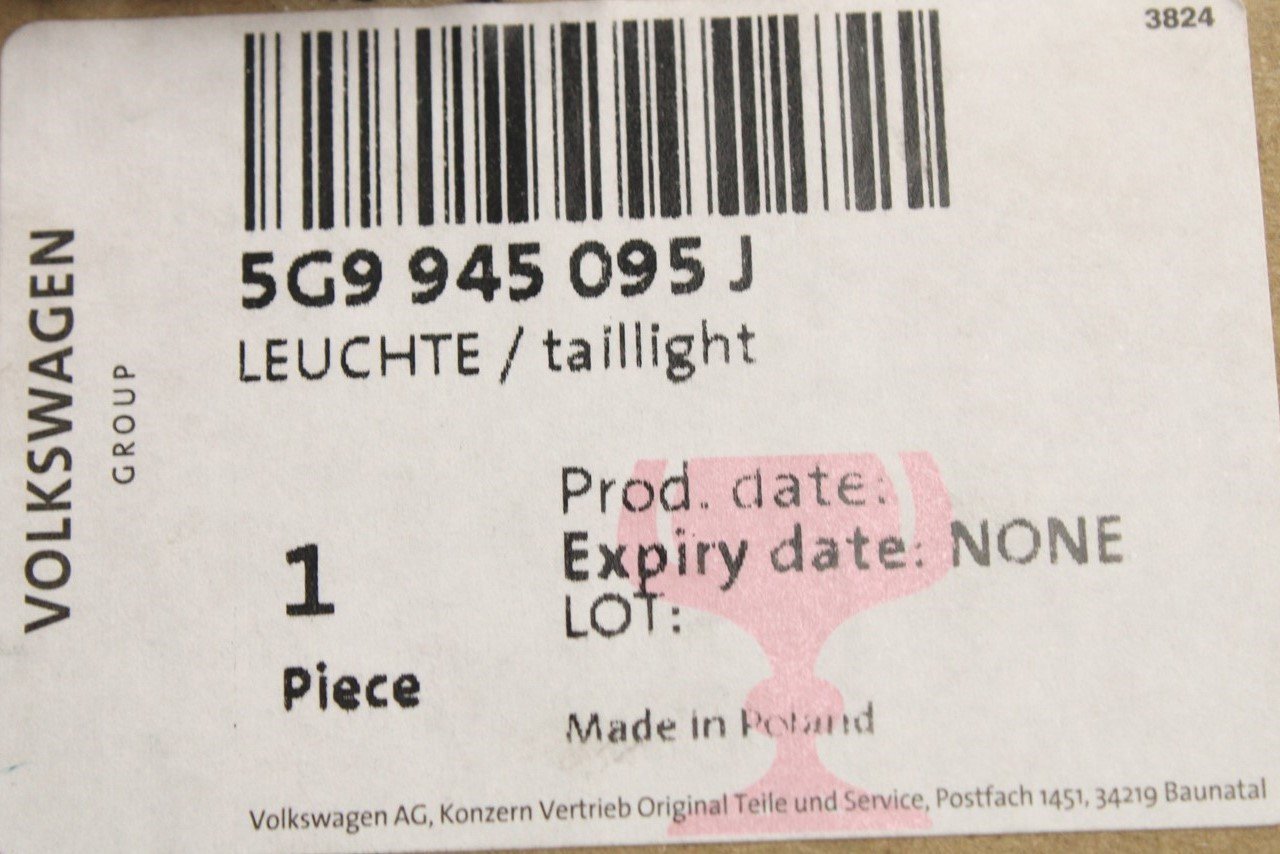 3824
5G9 945 095 J
LEUCHTE / taillight
VOLKSWAGEN
GROUP
Prod. date:
Expiry date: NONE
LOT:
1
Piece
Made in Poland
Volkswagen AG, Konzern Vertrieb Original Teile und Service, Postfach 1451, 34219 Baunatal